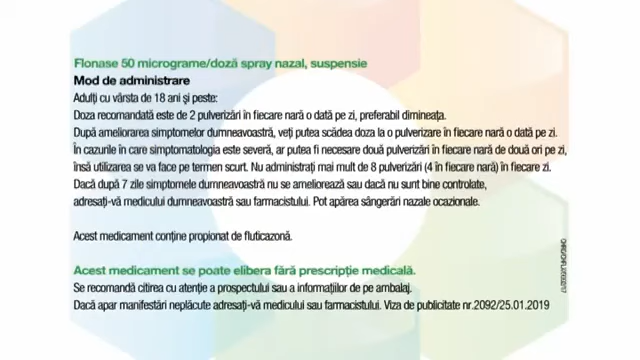 Flonase 50 micrograme/doză spray nazal, suspensie
Mod de administrare
Adulți cu vârsta de 18 ani și peste:
Doza recomandată este de 2 pulverizări în fiecare nară o dată pe zi, preferabil dimineața.
După ameliorarea simptomelor dumneavoastră, veți putea scădea doza la o pulverizare în fiecare nară o dată pe zi.
În cazurile în care simptomatologia este severă, ar putea fi necesare două pulverizări în fiecare nară de două ori pe zi,
însă utilizarea se va face pe termen scurt. Nu administrați mai mult de 8 pulverizări (4 în fiecare nară) în fiecare zi.
Dacă după 7 zile simptomele dumneavoastră nu se ameliorează sau dacă nu sunt bine controlate,
adresați-vă medicului dumneavoastră sau farmacistului. Pot apărea sângerări nazale ocazionale.
Acest medicament conține propionat de fluticazonă.
Acest medicament se poate elibera fără prescripție medicală.
Se recomandă citirea cu atenție a prospectului sau a informațiilor de pe ambalaj.
Dacă apar manifestări neplăcute adresați-vă medicului sau farmacistului. Viza de publicitate nr.2092/25.01.2019